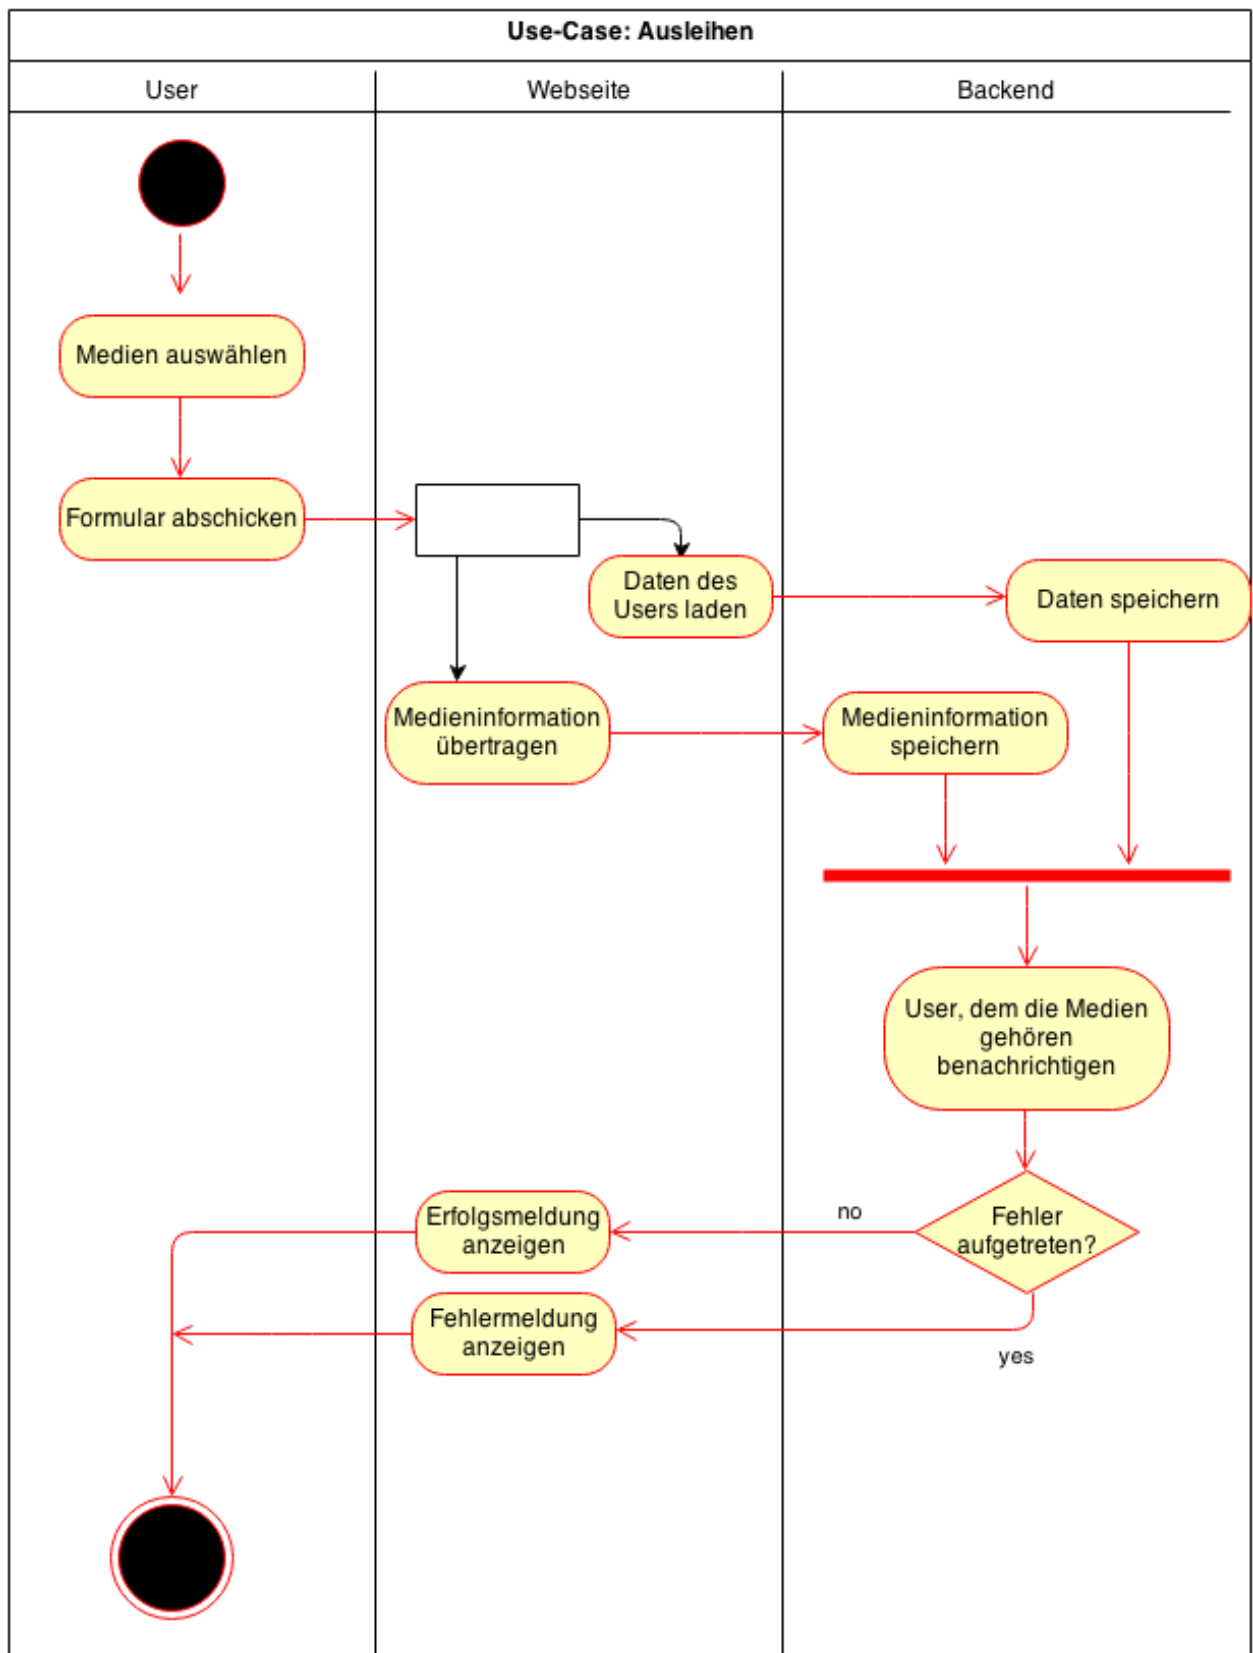 Use-Case: Ausleihen
User
Webseite
Backend
Medien auswählen
Formular abschicken
Daten des
Users laden
Daten speichern
Medieninformation
übertragen
Medieninformation
speichern
User, dem die Medien
gehören
benachrichtigen
Fehler
aufgetreten?
no
Erfolgsmeldung
anzeigen
yes
Fehlermeldung
anzeigen